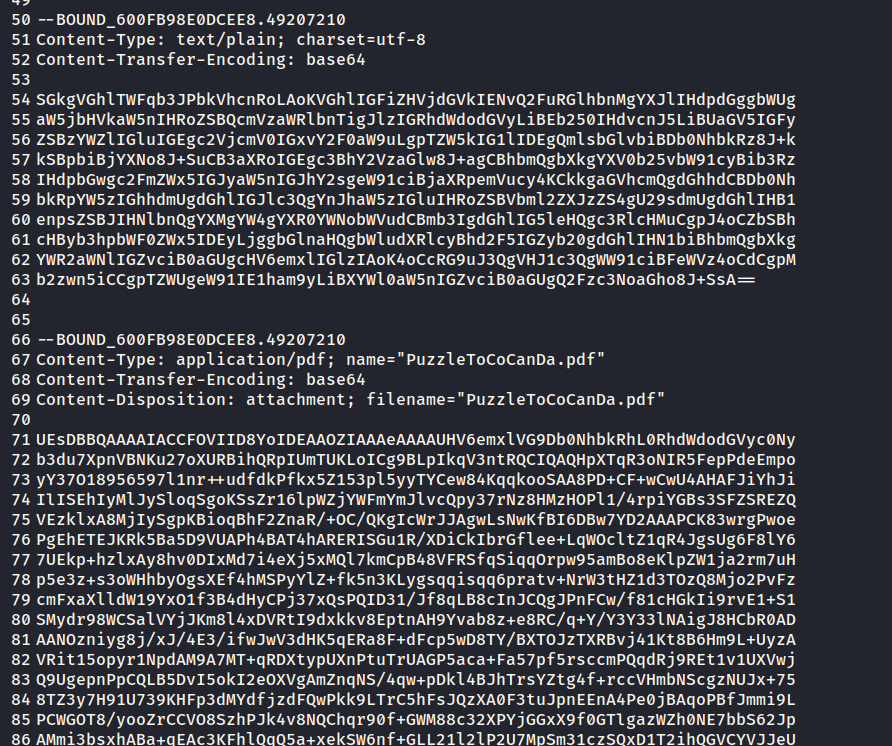 49
50 --BOUND_600FB98E0DCEE8.49207210
51 Content-Type: text/plain; charset=utf-8
52 Content-Transfer-Encoding: base64
53
54 SGkgVGhlTWFqb3JPbkVhcnRoLAoKVGhlIGFiZHVjdGVkIENvQ2FuRGlhbnMgYXJlIHdpdGggbWUg
55 aW5jbHVkaW5nIHRoZSBQcmVzaWRlbnTigJlzIGRhdWdodGVyLiBEb250IHdvcnJ5LiBUaGV5IGFy
56 ZSBzYWZlIGluIGEgc2VjcmV0IGxvY2F0aW9uLgpTZW5kIG1lIDEgQmlsbGlvbiBDb0NhbkRz8J+k
57 kSBpbiBjYXNo8J+SuCB3aXRoIGEgc3BhY2VzaGlw8J+agCBhbmQgbXkgYXV0b25vbW91cyBib3Rz
58 IHdpbGwgc2FmZWx5IGJyaW5nIGJhY2sgeW91ciBjaXRpemVucy4KCkkgaGVhcmQgdGhhdCBDb0Nh
59 bkRpYW5zIGhhdmUgdGhlIGJlc3QgYnJhaW5zIGluIHRoZSBVbml2ZXJzZS4gU29sdmUgdGhlIHB1
60 enpsZSBJIHNlbnQgYXMgYW4gYXR0YWNobWVudCBmb3IgdGhlIG5leHQgc3RlcHMuCgpJ4oCZbSBh
61 cHByb3hpbWF0ZWx5IDEyLjggbGlnaHQgbWludXRlcyBhd2F5IGZyb20gdGhlIHN1biBhbmQgbXkg
62 YWR2aWNlIGZvciB0aGUgcHV6emxlIGlzIAoK4oCcRG9uJ3QgVHJ1c3QgWW91ciBFeWVz4oCdCgpM
63 b2zwn5iCCgpTZWUgeW91IE1ham9yLiBXYWl0aW5nIGZvciB0aGUgQ2Fzc3NoaGho8J+SsA==
64
65
66 --BOUND_600FB98E0DCEE8.49207210
67 Content-Type: application/pdf; name="PuzzleToCoCanDa.pdf"
68 Content-Transfer-Encoding: base64
69 Content-Disposition: attachment; filename="PuzzleToCoCanDa.pdf"
70
71 UEsDBBQAAAAIACCFOVIID8YoIDEAAOZIAAAeAAAAUHV6emxlVG9Db0NhbkRhL0RhdWdodGVyc0Ny
72 b3du7XpnVBNKu27oXURBihQRpIUmTUKLoICg9BLpIkqV3ntRQCIQAQHpXTqR3oNIR5FepPdeEmpo
73 yY37O18956597l1nr++udfdkPfkxZ153pl5yyTYCew84KqqkooSAA8PD+CF+wCwU4AHAFJiYhJi
74 IlISEhIyMlJySloqSgoKSsZr16lpWZjYWFmYmJlvcQpy37rNz8HMzHOPl1/4rpiYGBs3SFZSREZQ
75 VEzklxA8MjIySgpKBioqBhF2ZnaR/+OC/QKgIcWrJJAgwLsNwKfBI6DBw7YD2AAAPCK83wrgPwoe
76 PgEhETEJKRk5Ba5D9VUAPh4BAT4hARERISGu1R/XDiCkIbrGflee+LqWOcltZ1qR4JgsUg6F8lY6
77 7UEkp+hzlxAy8hv0DIxMd7i4eXj5xMQl7kmCpB48VFRSfqSiqqOrpw95amBo8eKlpZW1ja2rm7uH
78 p5e3z+s3oWHhbyOgsXEf4hMSPyYlZ+fk5n3KLygsqqisqq6pratv+NrW3tHZ1d3TOzQ8Mjo2PvFz
79 cmFxaXlldW19YxO1f3B4dHyCPj37xQsPQID31/Jf8qLB8cInJCQgJPnFCw/f81cHGkIi9rvE1+S1
80 SMydr98WCSalVYjJKm8l4xDVRtI9dxkkv8EptnAH9Yvab8z+e8RC/q+Y/Y3Y33lNAigJ8HCbR0AD
81 AANOzniyg8j/xJ/4E3/ifwJwV3dHK5qERa8F+dFcp5wD8TY/BXTOJzTXRBvj41Kt8B6Hm9L+UyzA
82 VRit15opyr1NpdAM9A7MT+qRDXtypUXnPtuTrUAGP5aca+Fa57pf5rsccmPQqdRj9REt1v1UXVwj
83 Q9UgepnPpCQLB5DvI5okI2eOXVgAmZnqNS/4qw+pDkl4BJhTrsYZtg4f+rccVHmbNScgzNUJx+75
84 8TZ3y7H91U739KHFp3dMYdfjzdFQwPkk9LTrC5hFsJQzXA0F3tuJpnEEnA4Pe0jBAqoPBfJmmi9L
85 PCWGOT8/yooZrCCVO8SzhPJk4v8NQChqr90f+GWM88c32XPYjGGxX9f0GTlgazWZh0NE7bbS62Jp
86 AMmi3bsxhABa+qEAc3KFhlQgQ5a+xekSW6nf+GLL21l2lP2U7MpSm31czSQxD1T2ihQGVCYVJJeU